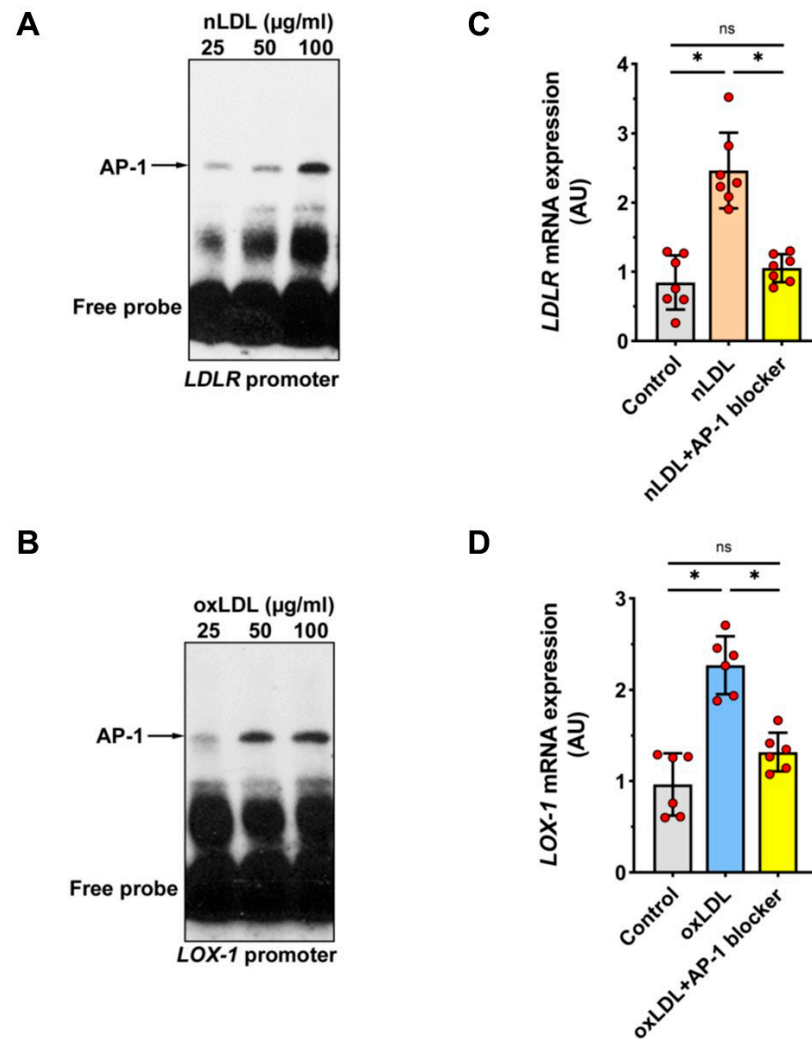 A
nLDL (µg/ml)
25 50 100
AP-1
Free probe
LDLR promoter
C
ns
* *
LDLR mRNA expression
(AU)
4
3
2
1
0
Control
nLDL
nLDL+AP-1 blocker
B
oxLDL (µg/ml)
25 50 100
AP-1
Free probe
LOX-1 promoter
D
ns
* *
LOX-1 mRNA expression
(AU)
3
2
1
0
Control
oxLDL
oxLDL+AP-1 blocker